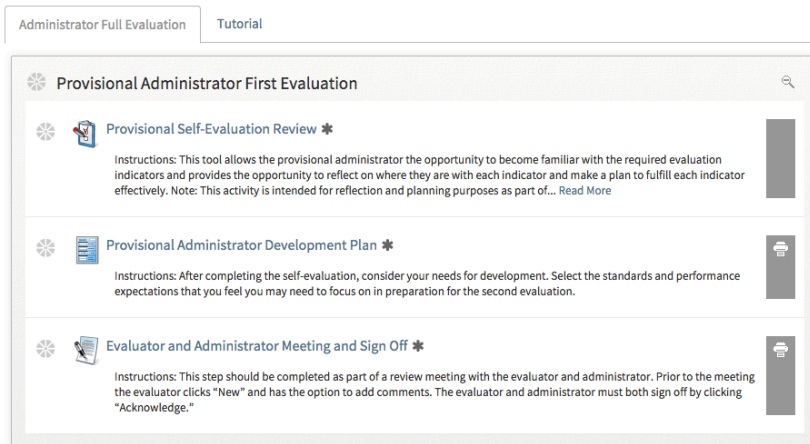 Administrator Full Evaluation
Tutorial
Provisional Administrator First Evaluation
Provisional Self-Evaluation Review ✱
Instructions: This tool allows the provisional administrator the opportunity to become familiar with the required evaluation
indicators and provides the opportunity to reflect on where they are with each indicator and make a plan to fulfill each indicator
effectively. Note: This activity is intended for reflection and planning purposes as part of... Read More
Provisional Administrator Development Plan ✱
Instructions: After completing the self-evaluation, consider your needs for development. Select the standards and performance
expectations that you feel you may need to focus on in preparation for the second evaluation.
Evaluator and Administrator Meeting and Sign Off ✱
Instructions: This step should be completed as part of a review meeting with the evaluator and administrator. Prior to the meeting
the evaluator clicks “New” and has the option to add comments. The evaluator and administrator must both sign off by clicking
“Acknowledge.”